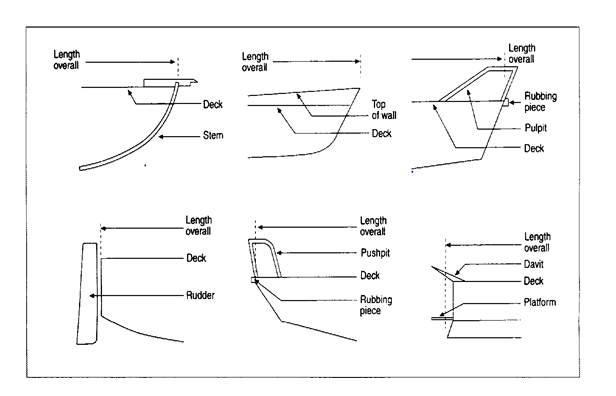 Length
overall
Deck
Stem
Length
overall
Top
of wall
Deck
Length
overall
Rubbing
piece
Pulpit
Deck
Length
overall
Deck
Rudder
Length
overall
Pushpit
Deck
Rubbing
piece
Length
overall
Davit
Deck
Platform